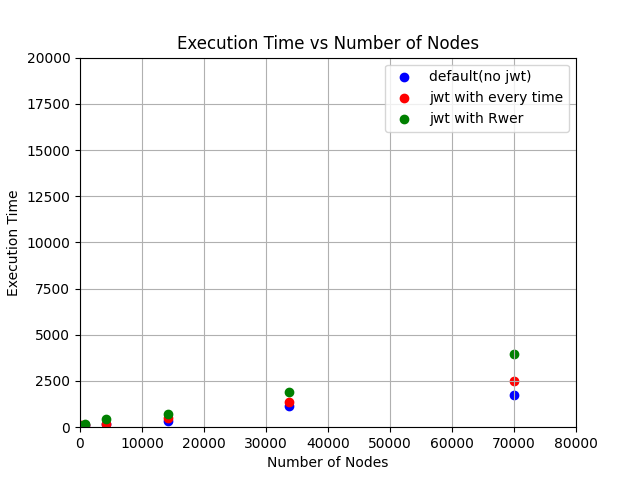 Execution Time vs Number of Nodes
20000
17500
15000
12500
10000
7500
5000
2500
0
Execution Time
default(no jwt)
jwt with every time
jwt with Rwer
0 10000 20000 30000 40000 50000 60000 70000 80000
Number of Nodes